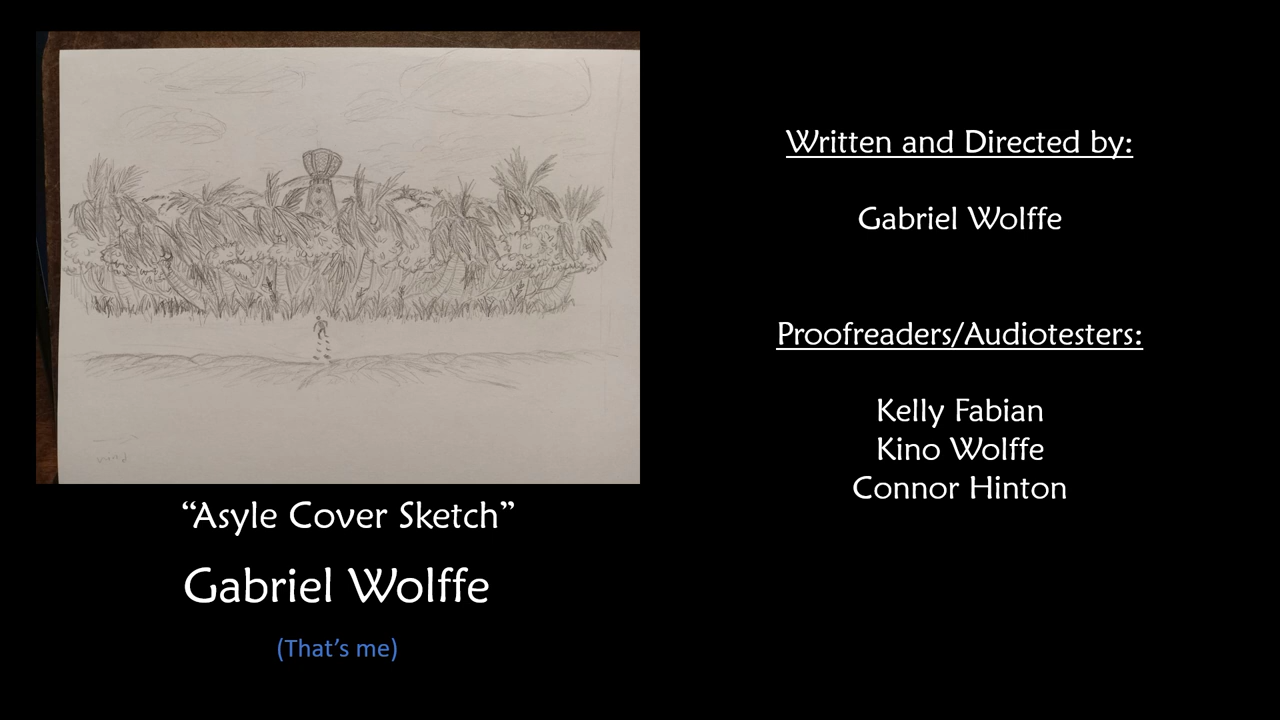 “Asyle Cover Sketch”
Gabriel Wolffe
(That’s me)
Written and Directed by:
Gabriel Wolffe
Proofreaders/Audiotesters:
Kelly Fabian
Kino Wolffe
Connor Hinton